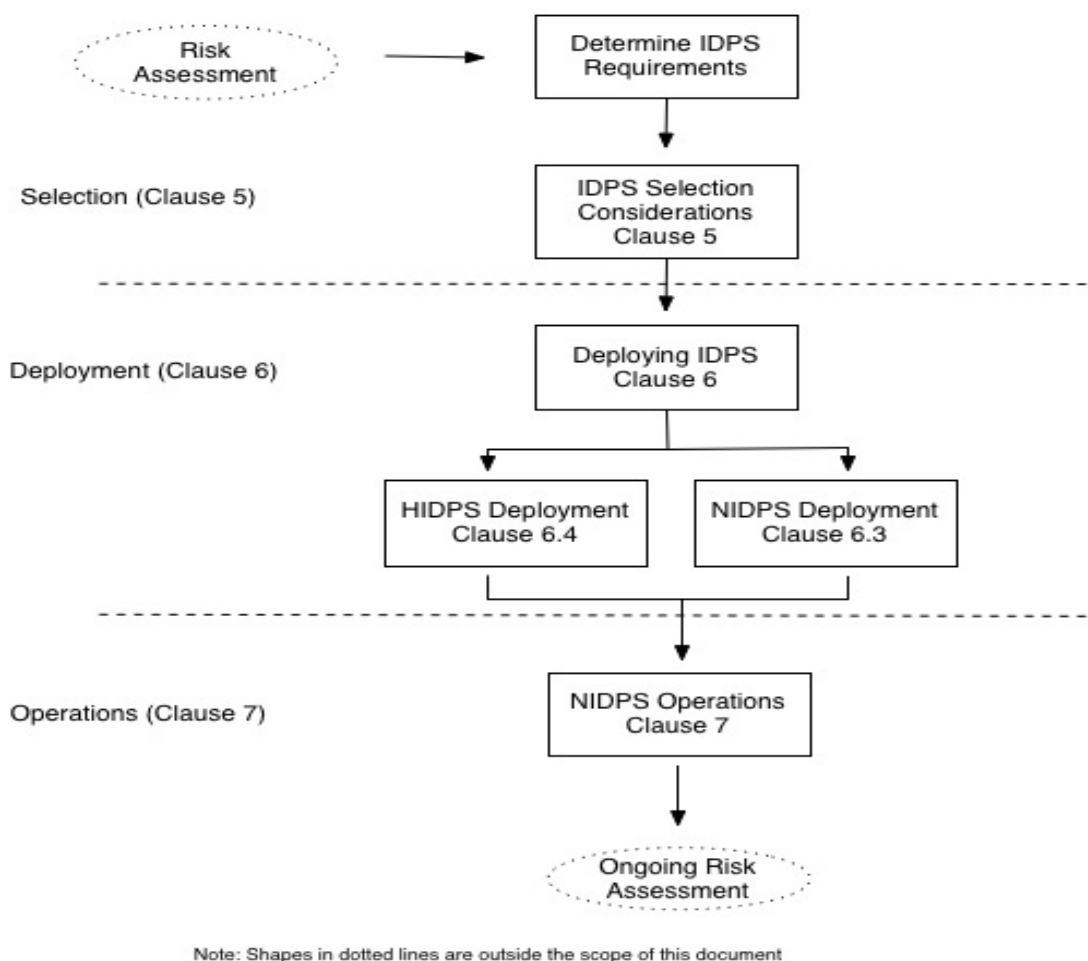 Risk
Assessment
Determine IDPS
Requirements
Selection (Clause 5)
IDPS Selection
Considerations
Clause 5
Deployment (Clause 6)
Deploying IDPS
Clause 6
HIDPS Deployment
Clause 6.4
NIDPS Deployment
Clause 6.3
Operations (Clause 7)
NIDPS Operations
Clause 7
Ongoing Risk
Assessment
Note: Shapes in dotted lines are outside the scope of this document